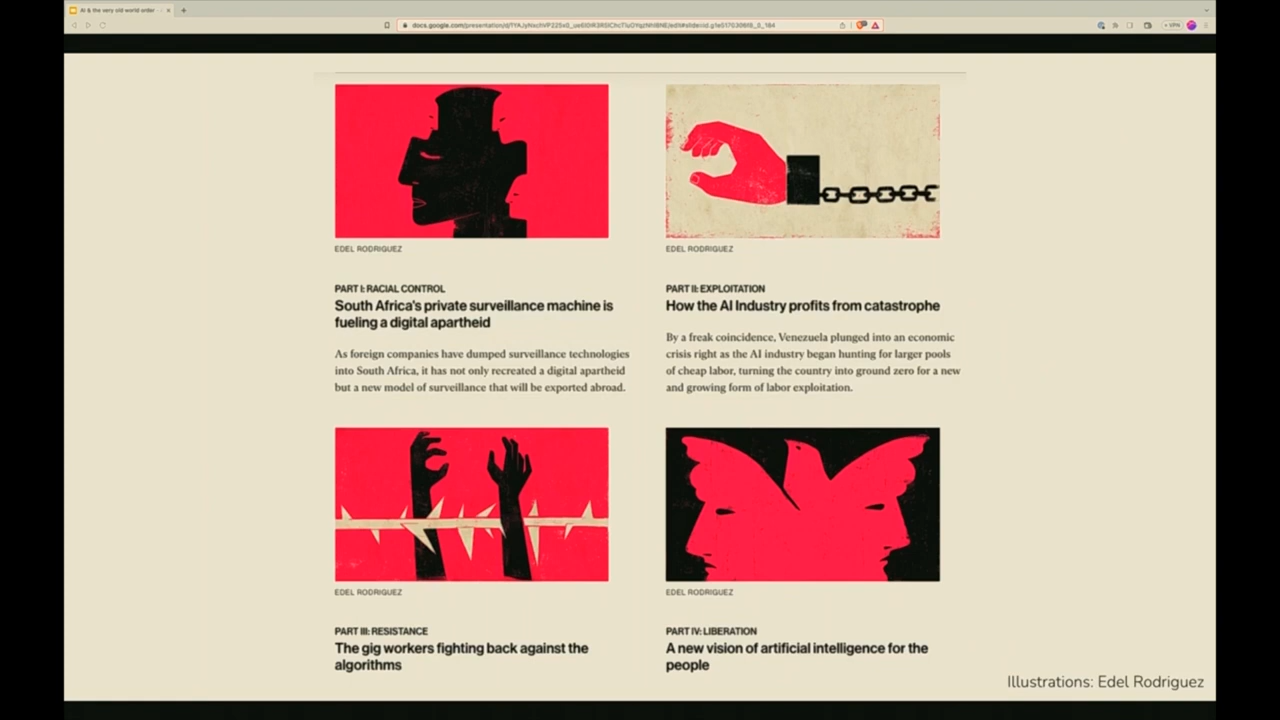 AI & the very old world order -
EDEL RODRIGUEZ
PART I: RACIAL CONTROL
South Africa's private surveillance machine is
fueling a digital apartheid
As foreign companies have dumped surveillance technologies
into South Africa, it has not only recreated a digital apartheid
but a new model of surveillance that will be exported abroad.
EDEL RODRIGUEZ
PART II: EXPLOITATION
How the AI Industry profits from catastrophe
By a freak coincidence, Venezuela plunged into an economic
crisis right as the AI industry began hunting for larger pools
of cheap labor, turning the country into ground zero for a new
and growing form of labor exploitation.
EDEL RODRIGUEZ
PART III: RESISTANCE
The gig workers fighting back against the
algorithms
EDEL RODRIGUEZ
PART IV: LIBERATION
A new vision of artificial intelligence for the
people
Illustrations: Edel Rodriguez